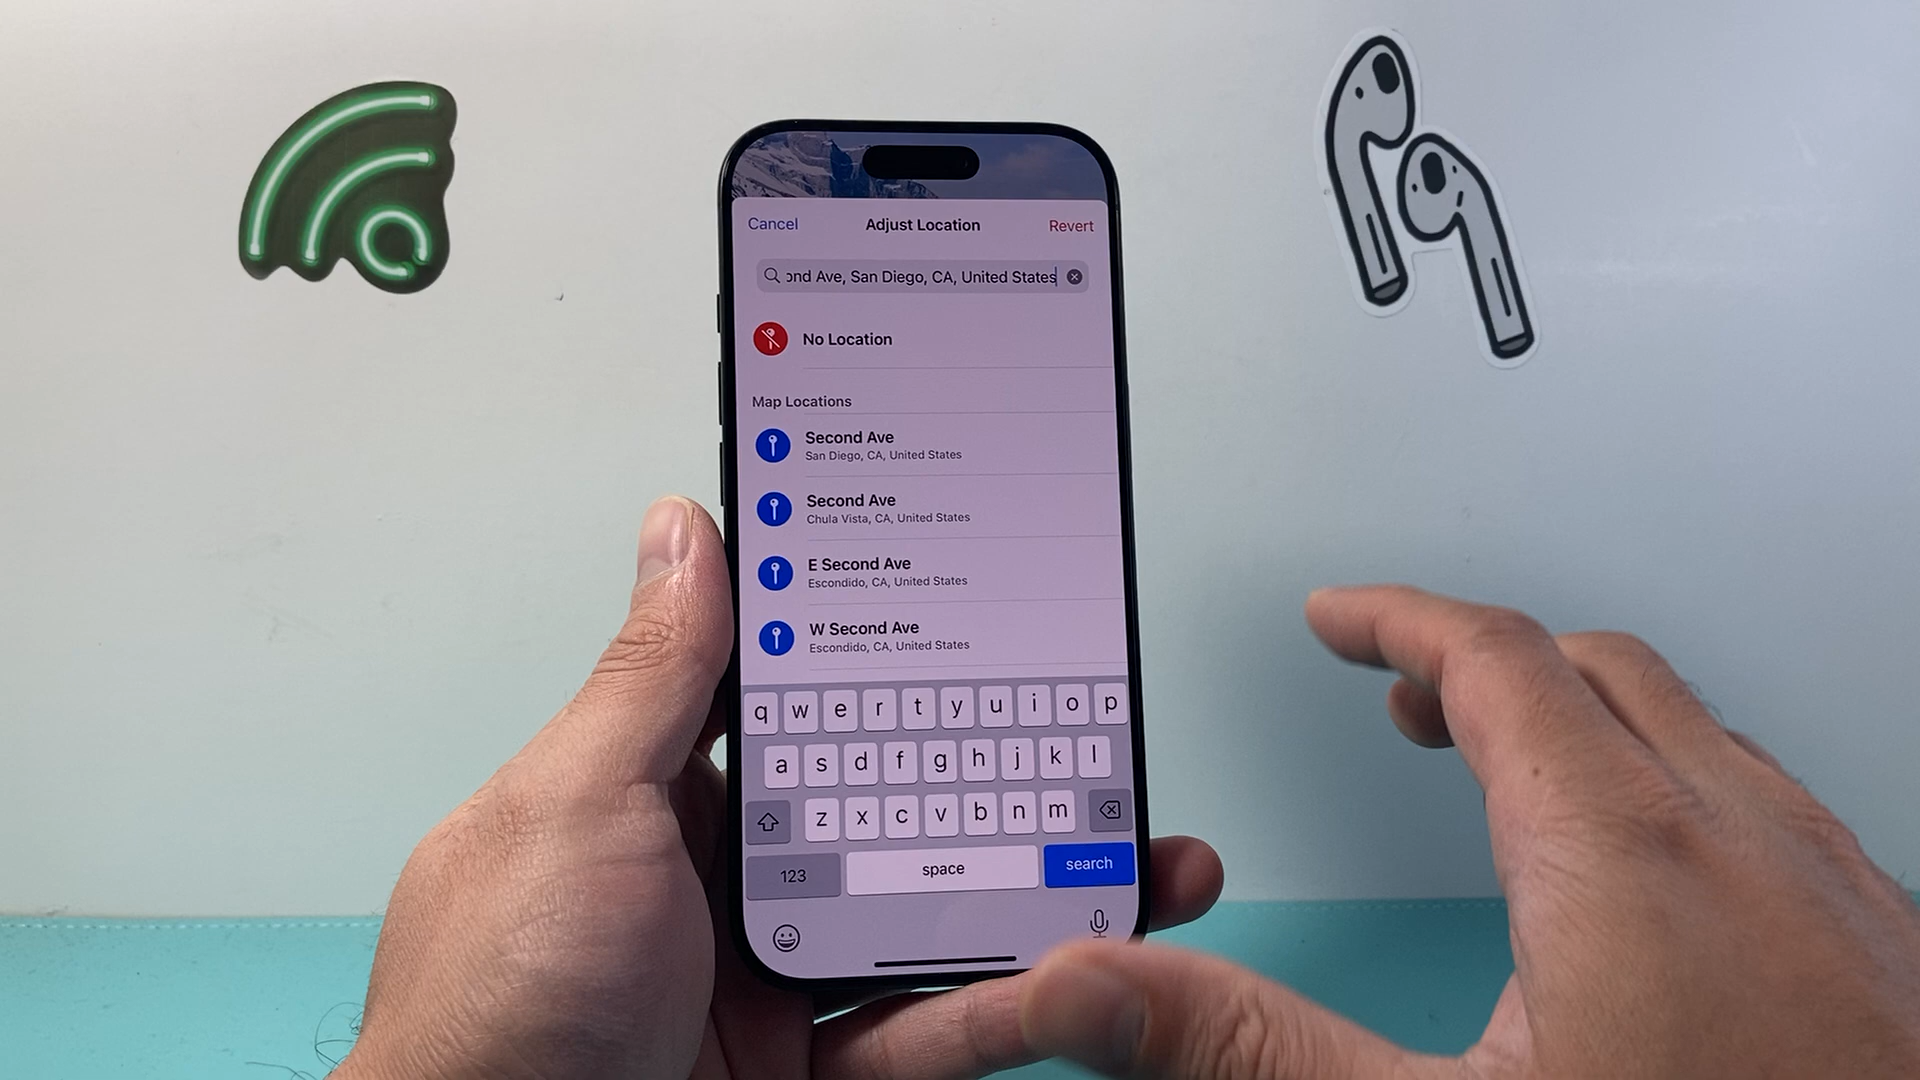 Cancel Adjust Location Revert
ond Ave, San Diego, CA, United States
No Location
Map Locations
Second Ave
San Diego, CA, United States
Second Ave
Chula Vista, CA, United States
E Second Ave
Escondido, CA, United States
W Second Ave
Escondido, CA, United States
q w e r t y u i o p
a s d f g h j k l
z x c v b n m
123 space search